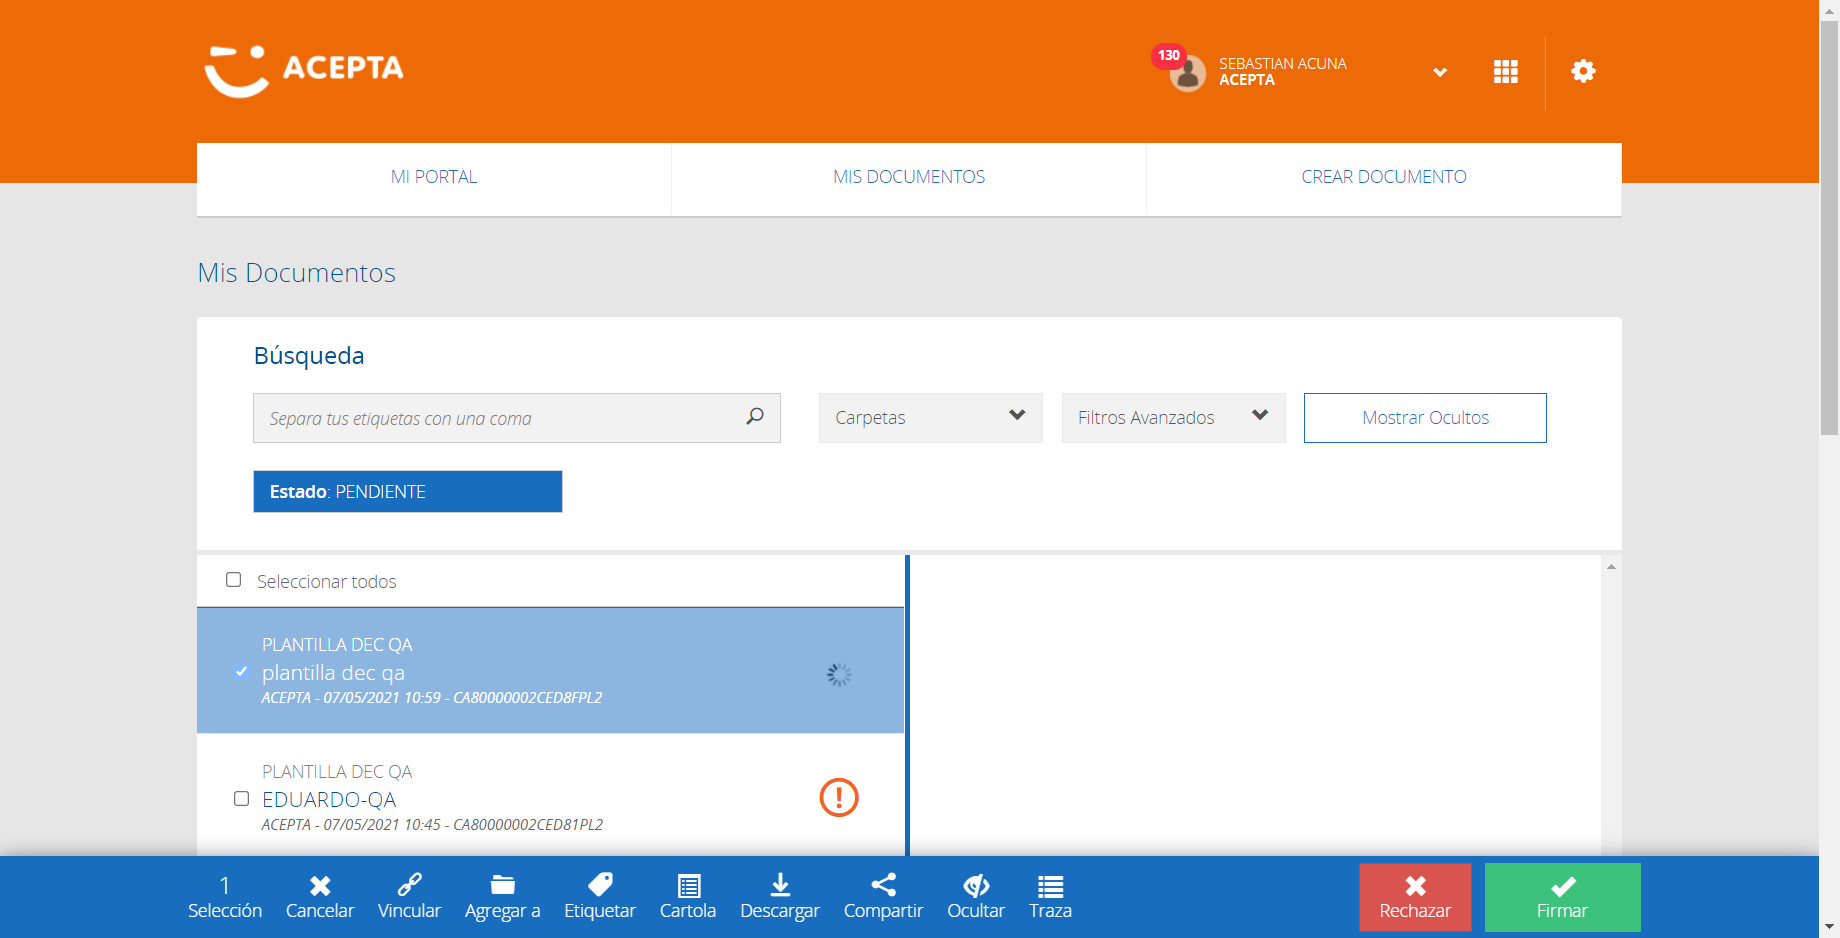 ACEPTA
130
SEBASTIAN ACUNA
ACEPTA
MI PORTAL
MIS DOCUMENTOS
CREAR DOCUMENTO
Mis Documentos
Búsqueda
Separa tus etiquetas con una coma
Carpetas
Filtros Avanzados
Mostrar Ocultos
Estado: PENDIENTE
Seleccionar todos
PLANTILLA DEC QA
plantilla dec qa
ACEPTA - 07/05/2021 10:59 - CA80000002CED8FPL2
PLANTILLA DEC QA
EDUARDO-QA
ACEPTA - 07/05/2021 10:45 - CA80000002CED81PL2
1
Selección
Cancelar
Vincular
Agregar a
Etiquetar
Cartola
Descargar
Compartir
Ocultar
Traza
Rechazar
Firmar